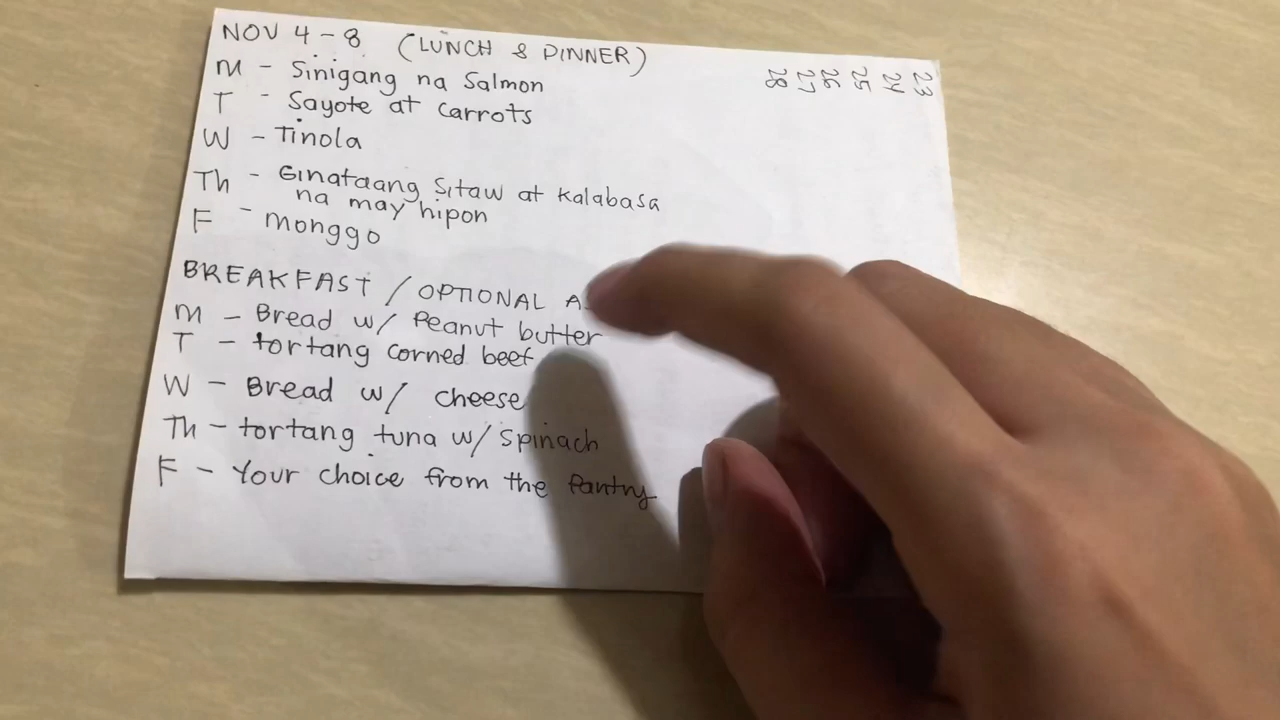 NOV 4 - 8 (LUNCH & DINNER)
M - Sinigang na Salmon
T - Sayote at carrots
W - Tinola
Th - Ginataang Sitaw at Kalabasa
na may hipon
F - Monggo
BREAKFAST / OPTIONAL
M - Bread w/ Peanut butter
T - tortang corned beef
W - Bread w/ cheese
Th - tortang tuna w/ Spinach
F - Your choice from the Pantry
23
24
25
26
27
28